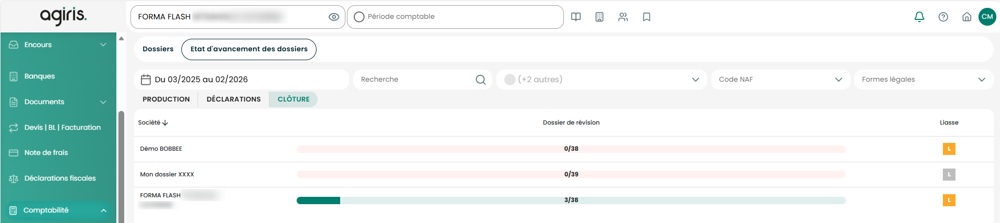 agiris.
FORMA FLASH
Période comptable
CM
Encours
Banques
Documents
Devis | BL | Facturation
Note de frais
Déclarations fiscales
Comptabilité
Dossiers
Etat d'avancement des dossiers
Du 03/2025 au 02/2026
Recherche
(+2 autres)
Code NAF
Formes légales
PRODUCTION
DÉCLARATIONS
CLÔTURE
Société
Dossier de révision
Liasse
Démo BOBBEE
0/38
L
Mon dossier XXXX
0/39
L
FORMA FLASH
3/38
L